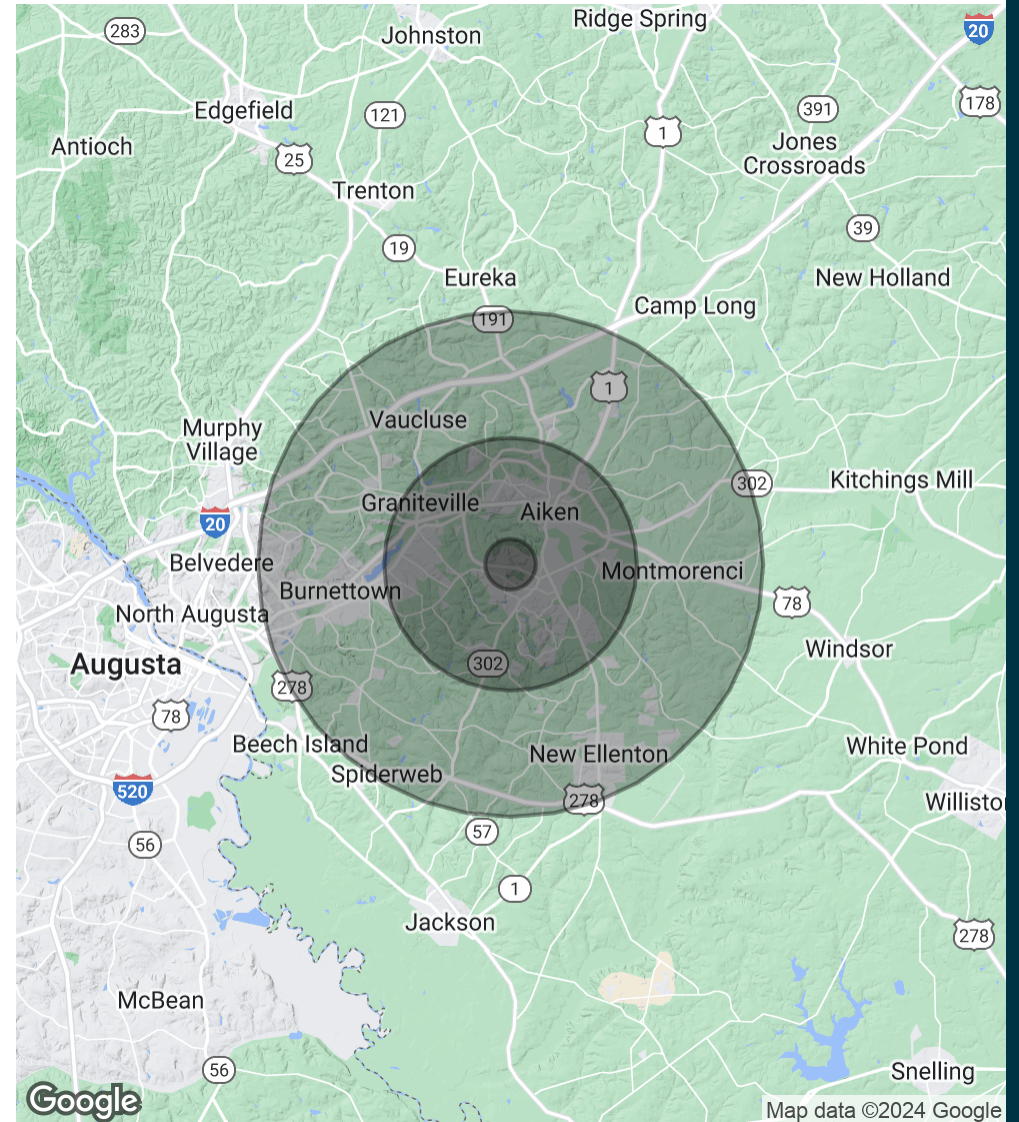 Ridge Spring
20
283
Johnston
178
Edgefield
391
121
1
Jones
Crossroads
Antioch
25
Trenton
39
19
Eureka
New Holland
Camp Long
191
1
Vaucluse
Murphy
Village
302
Kitchings Mill
Graniteville
Aiken
20
Belvedere
Montmorenci
Burnettown
78
North Augusta
Windsor
Augusta
302
278
78
Beech Island
New Ellenton
White Pond
Spiderweb
520
278
Willisto
57
56
1
Jackson
278
McBean
56
Snelling
Google
Map data ©2024 Google